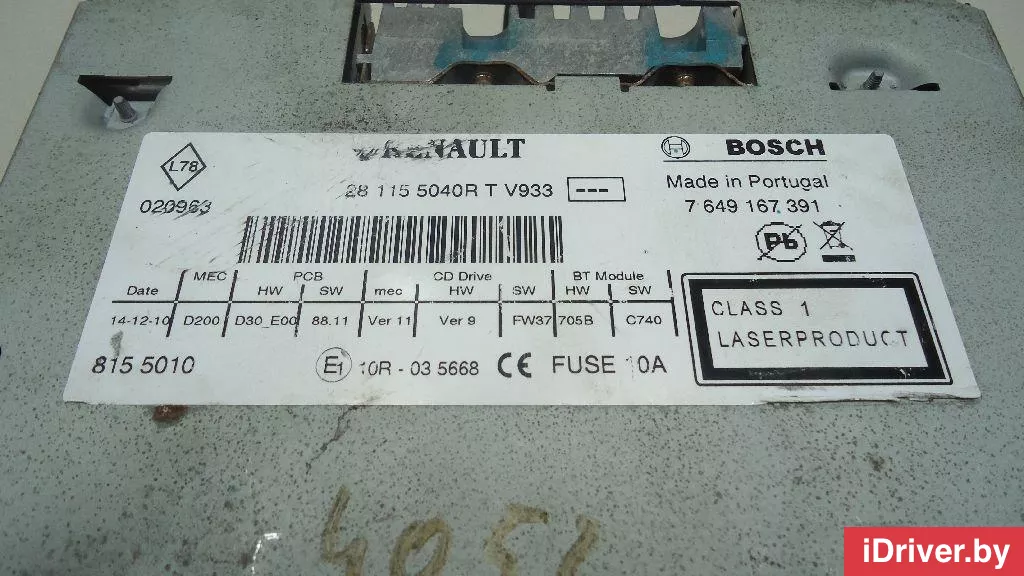 L78
RENAULT
BOSCH
020963
28 115 5040R T V933 ---
Made in Portugal
7 649 167 391
Pb
MEC PCB CD Drive BT Module
Date HW SW mec HW SW HW SW
14-12-10 D200 D30_E00 88.11 Ver 11 Ver 9 FW37 705B C740
CLASS 1
LASERPRODUCT
815 5010 E1 10R - 03 5668 CE FUSE 10A
iDriver.by